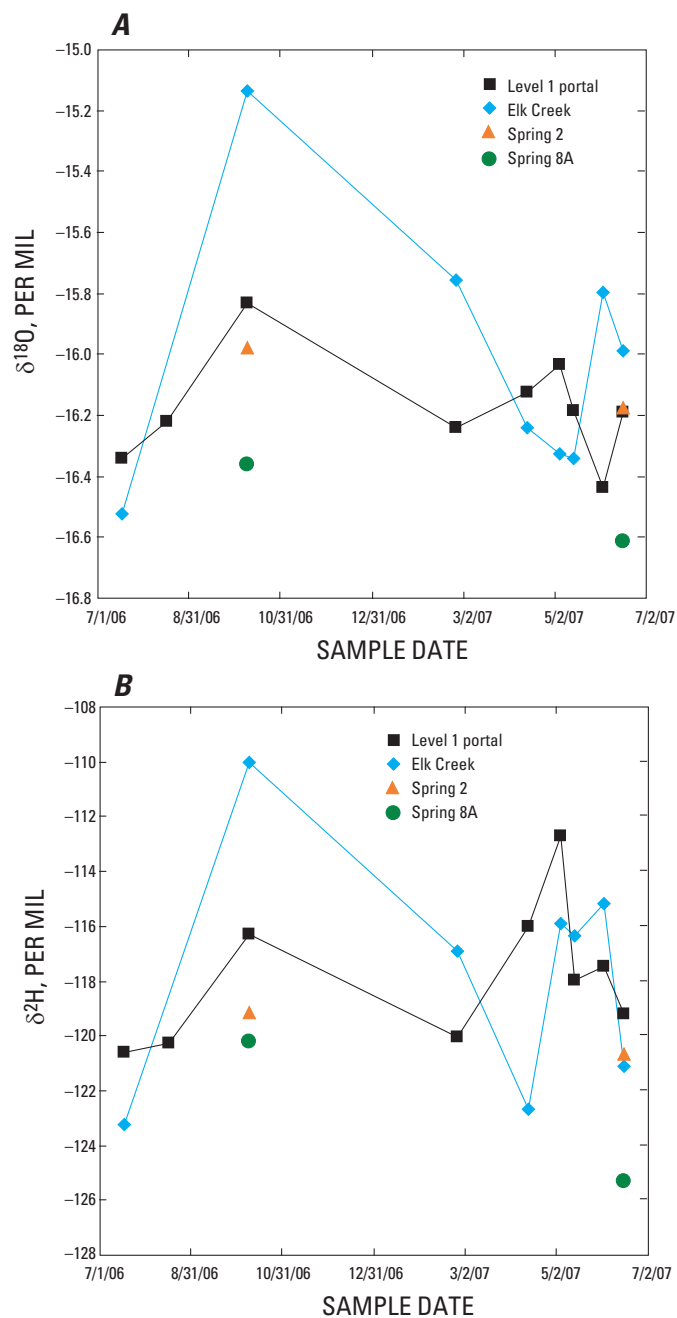 A
−15.0
−15.2
−15.4
−15.6
−15.8
−16.0
−16.2
−16.4
−16.6
−16.8
δ18O, PER MIL
Level 1 portal
Elk Creek
Spring 2
Spring 8A
7/1/06 8/31/06 10/31/06 12/31/06 3/2/07 5/2/07 7/2/07
SAMPLE DATE
B
−108
−110
−112
−114
−116
−118
−120
−122
−124
−126
−128
δ2H, PER MIL
Level 1 portal
Elk Creek
Spring 2
Spring 8A
7/1/06 8/31/06 10/31/06 12/31/06 3/2/07 5/2/07 7/2/07
SAMPLE DATE